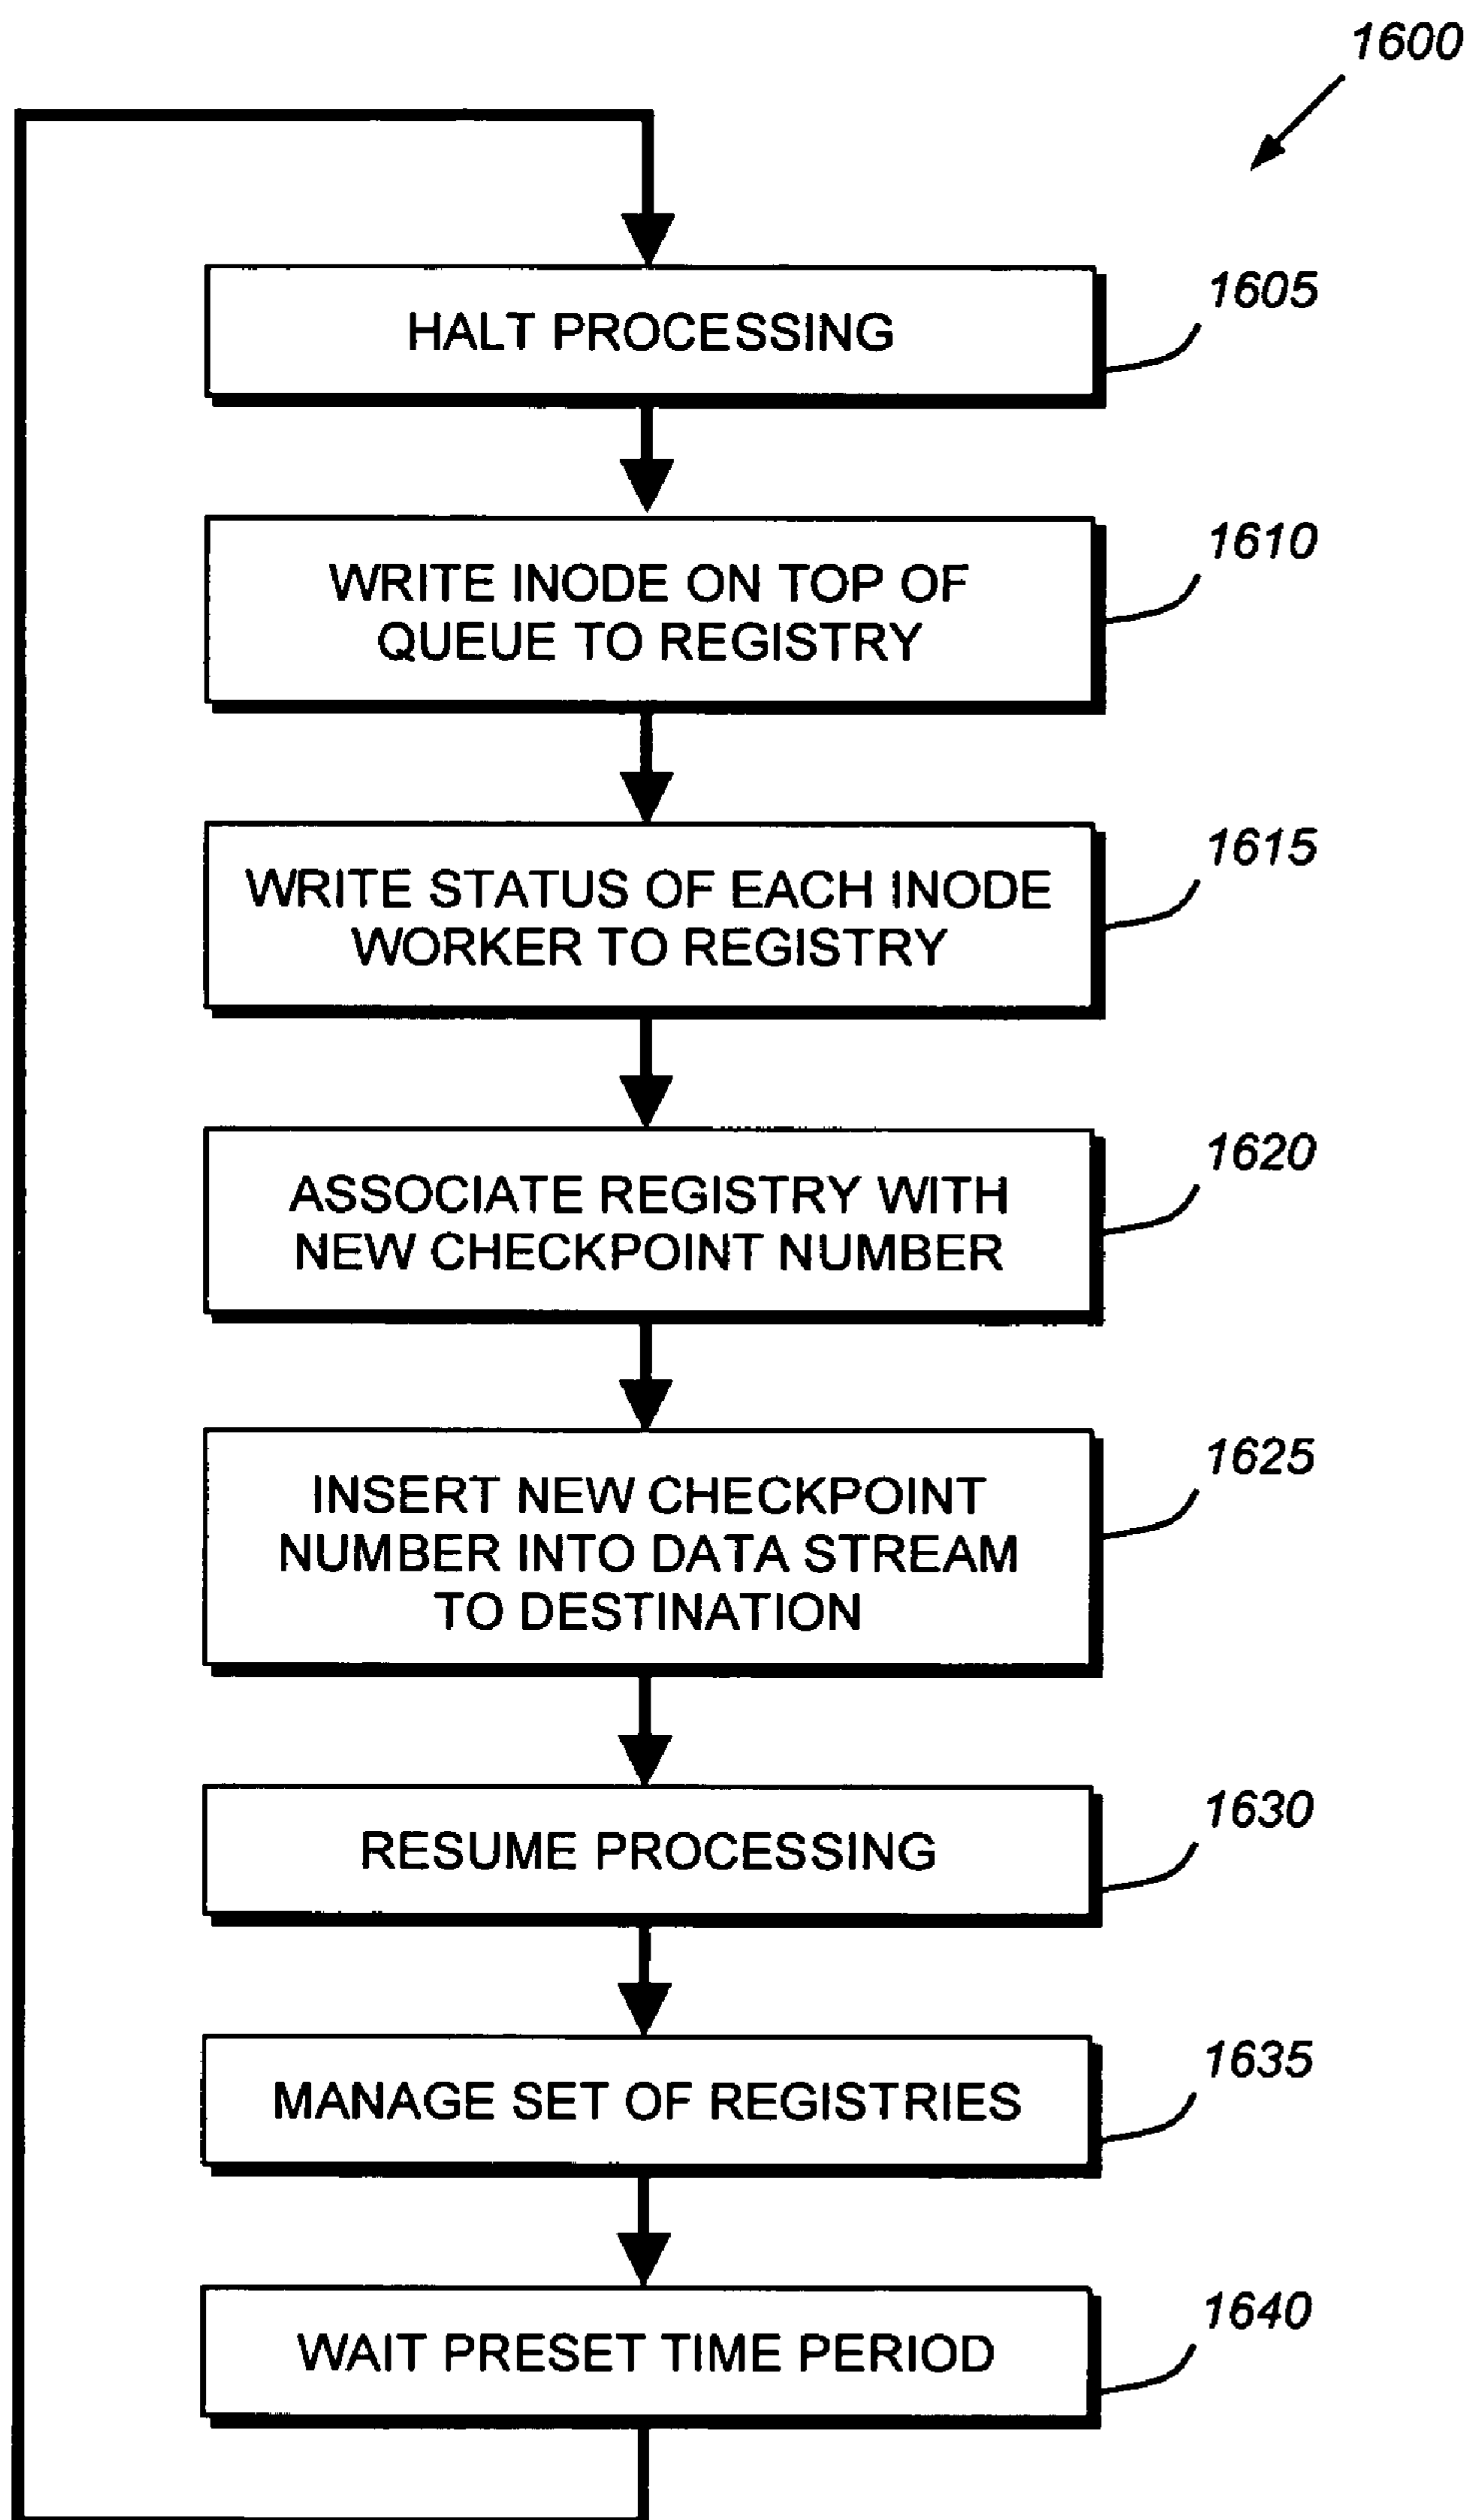 1600
HALT PROCESSING
1605
WRITE INODE ON TOP OF
QUEUE TO REGISTRY
1610
WRITE STATUS OF EACH INODE
WORKER TO REGISTRY
1615
ASSOCIATE REGISTRY WITH
NEW CHECKPOINT NUMBER
1620
INSERT NEW CHECKPOINT
NUMBER INTO DATA STREAM
TO DESTINATION
1625
RESUME PROCESSING
1630
MANAGE SET OF REGISTRIES
1635
WAIT PRESET TIME PERIOD
1640